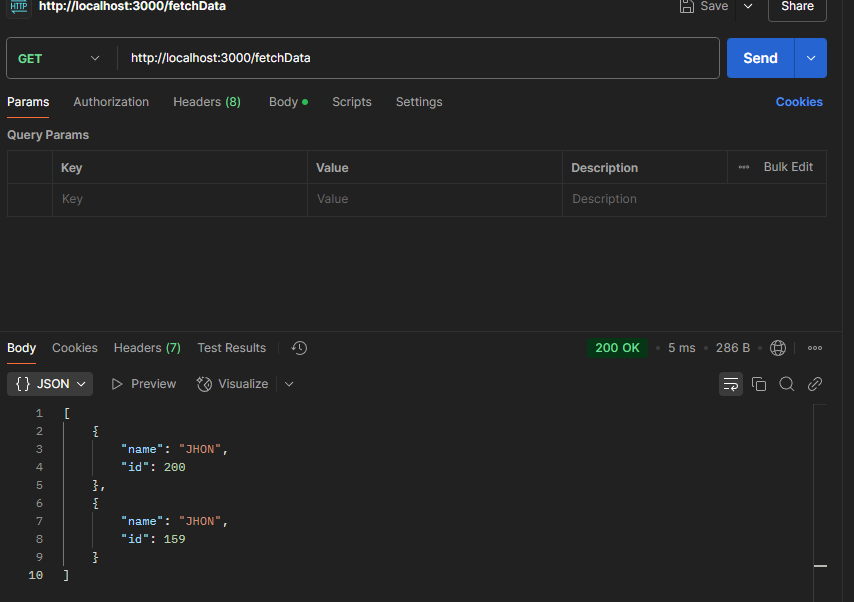 HTTP http://localhost:3000/fetchData Save Share
GET http://localhost:3000/fetchData Send
Params Authorization Headers (8) Body Scripts Settings Cookies
Query Params
Key Value Description Bulk Edit
Key Value Description
Body Cookies Headers (7) Test Results 200 OK 5 ms 286 B
{} JSON Preview Visualize
1 [
2 {
3 "name": "JHON",
4 "id": 200
5 },
6 {
7 "name": "JHON",
8 "id": 159
9 }
10 ]